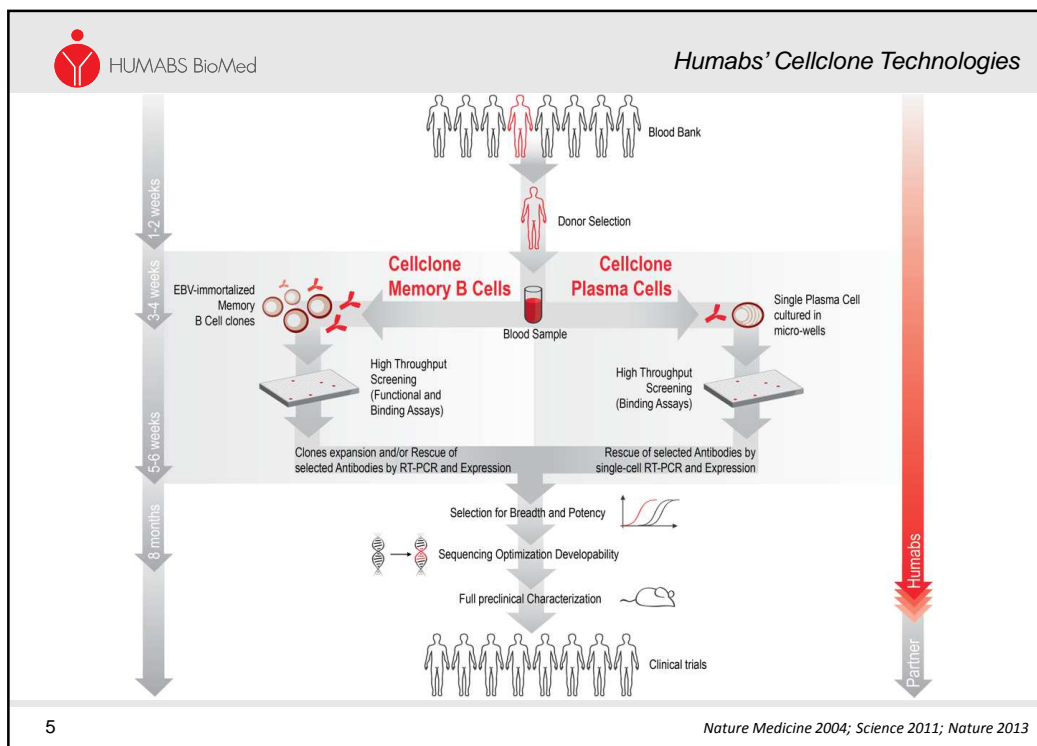 HUMABS BioMed
Humabs' Cellclone Technologies
Blood Bank
1-2 weeks
Donor Selection
3-4 weeks
Cellclone
Memory B Cells
Cellclone
Plasma Cells
EBV-immortalized
Memory
B Cell clones
Blood Sample
Single Plasma Cell
cultured in
micro-wells
High Throughput
Screening
(Functional and
Binding Assays)
High Throughput
Screening
(Binding Assays)
5-6 weeks
Clones expansion and/or Rescue of
selected Antibodies by RT-PCR and Expression
Rescue of selected Antibodies by
single-cell RT-PCR and Expression
8 months
Selection for Breadth and Potency
Sequencing Optimization Developability
Full preclinical Characterization
Humabs
Clinical trials
Partner
5
Nature Medicine 2004; Science 2011; Nature 2013